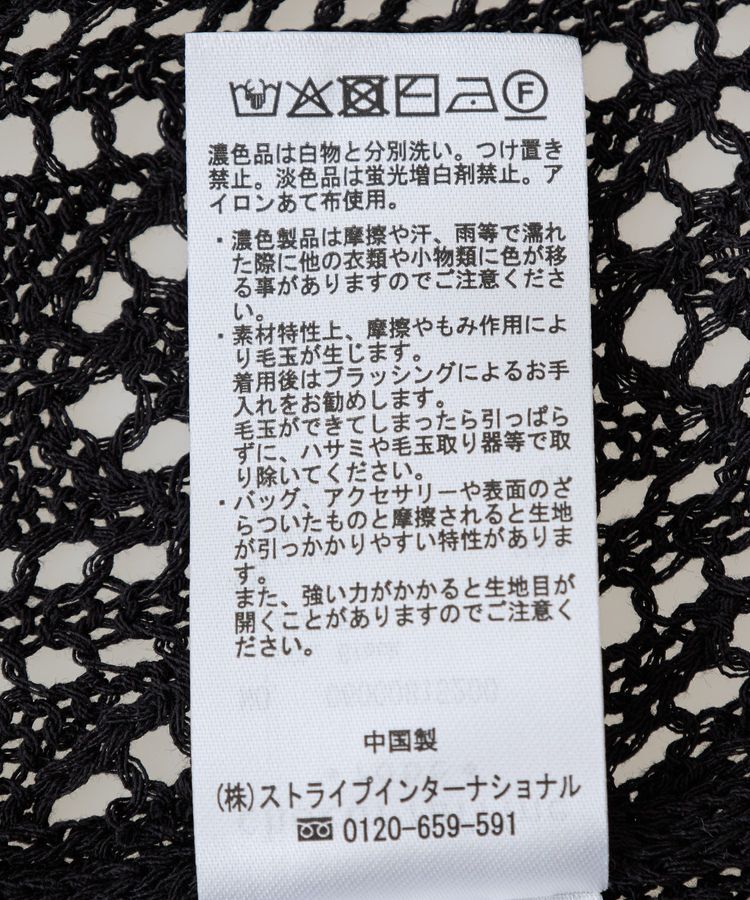 濃色品は白物と分別洗い。つけ置き
禁止。淡色品は蛍光増白剤禁止。ア
イロンあて布使用。
・濃色製品は摩擦や汗、雨等で濡れ
た際に他の衣類や小物類に色が移
る事がありますのでご注意くださ
い。
・素材特性上、摩擦やもみ作用によ
り毛玉が生じます。
着用後はブラッシングによるお手
入れをお勧めします。
毛玉ができてしまったら引っぱら
ずに、ハサミや毛玉取り器等で取
り除いてください。
・バッグ、アクセサリーや表面のざ
らついたものと摩擦されると生地
が引っかかりやすい特性がありま
す。
また、強い力がかかると生地目が
開くことがありますのでご注意く
ださい。
中国製
(株)ストライプインターナショナル
0120-659-591